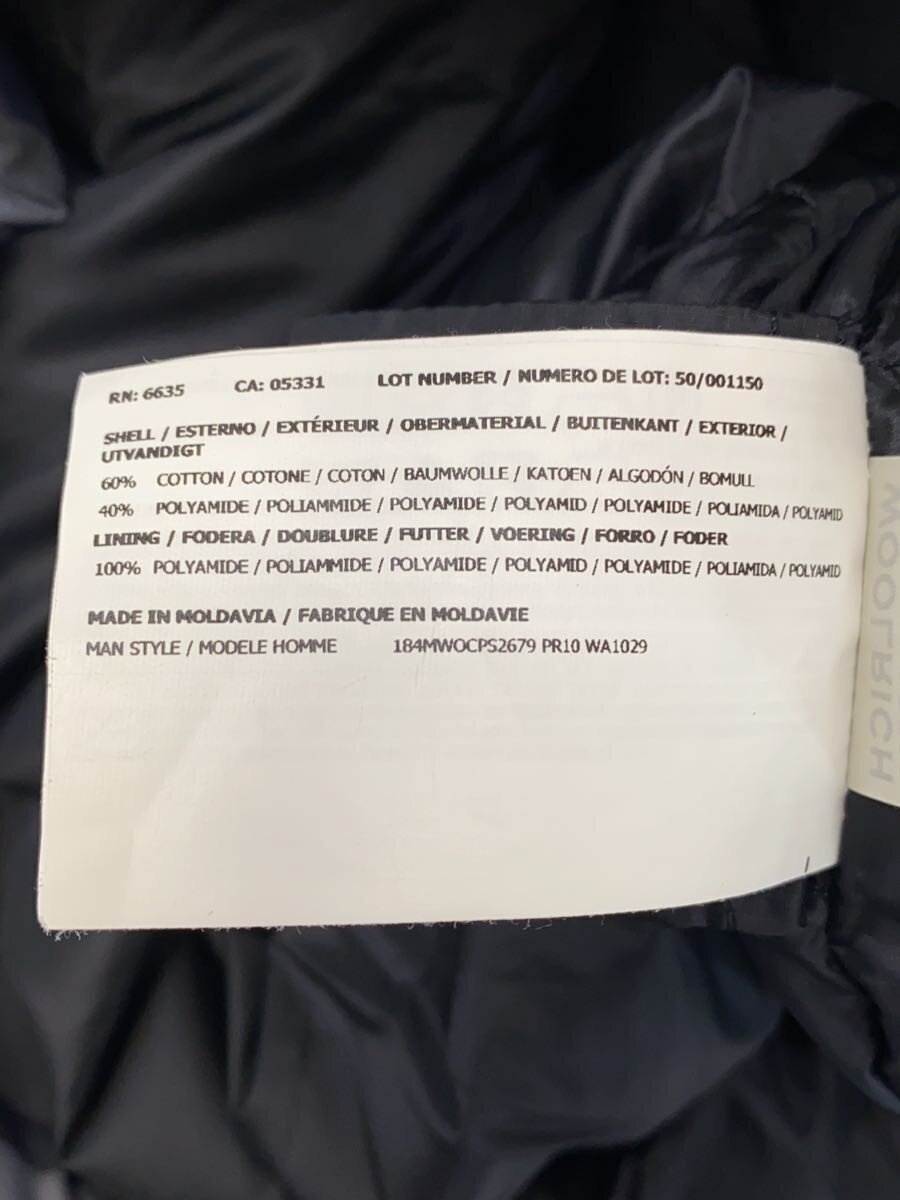 RN: 6635 CA: 05331 LOT NUMBER / NUMERO DE LOT: 50/001150
SHELL / ESTERNO / EXTÉRIEUR / OBERMATERIAL / BUITENKANT / EXTERIOR /
UTVANDIGT
60% COTTON / COTONE / COTON / BAUMWOLLE / KATOEN / ALGODÓN / BOMULL
40% POLYAMIDE / POLIAMMIDE / POLYAMIDE / POLYAMID / POLYAMIDE / POLIAMIDA / POLYAMID
LINING / FODERA / DOUBLURE / FUTTER / VOERING / FORRO / FODER
100% POLYAMIDE / POLIAMMIDE / POLYAMIDE / POLYAMID / POLYAMIDE / POLIAMIDA / POLYAMID
MADE IN MOLDAVIA / FABRIQUE EN MOLDAVIE
MAN STYLE / MODELE HOMME 184MWOCPS2679 PR10 WA1029
WOOLRICH